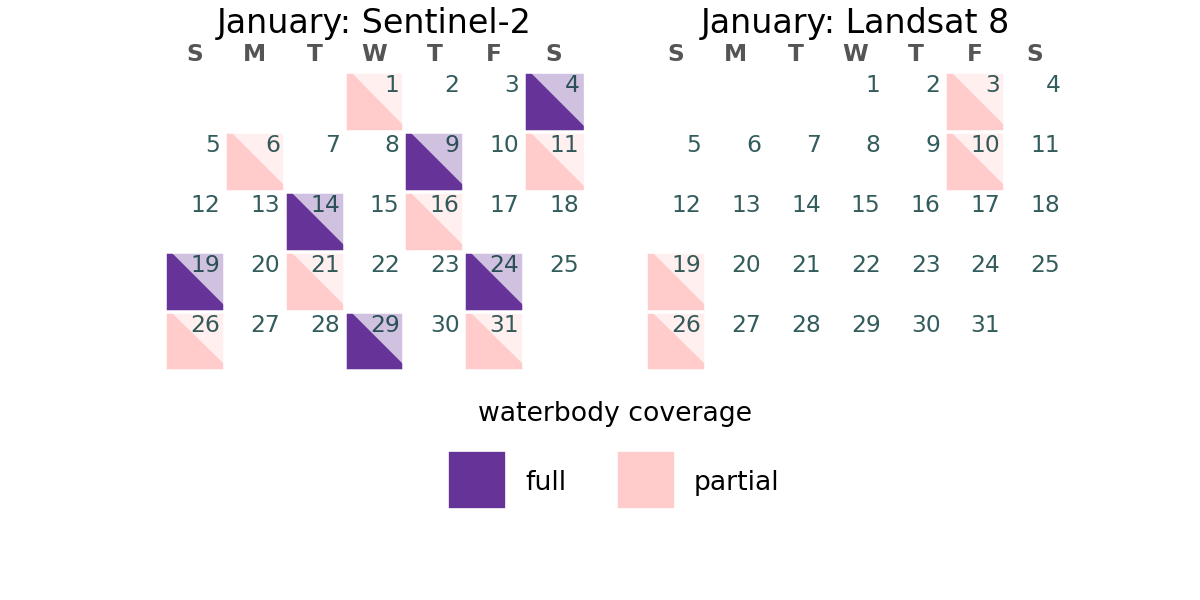 January: Sentinel-2
S M T W T F S
1 2 3 4
5 6 7 8 9 10 11
12 13 14 15 16 17 18
19 20 21 22 23 24 25
26 27 28 29 30 31
January: Landsat 8
S M T W T F S
1 2 3 4
5 6 7 8 9 10 11
12 13 14 15 16 17 18
19 20 21 22 23 24 25
26 27 28 29 30 31
waterbody coverage
full
partial